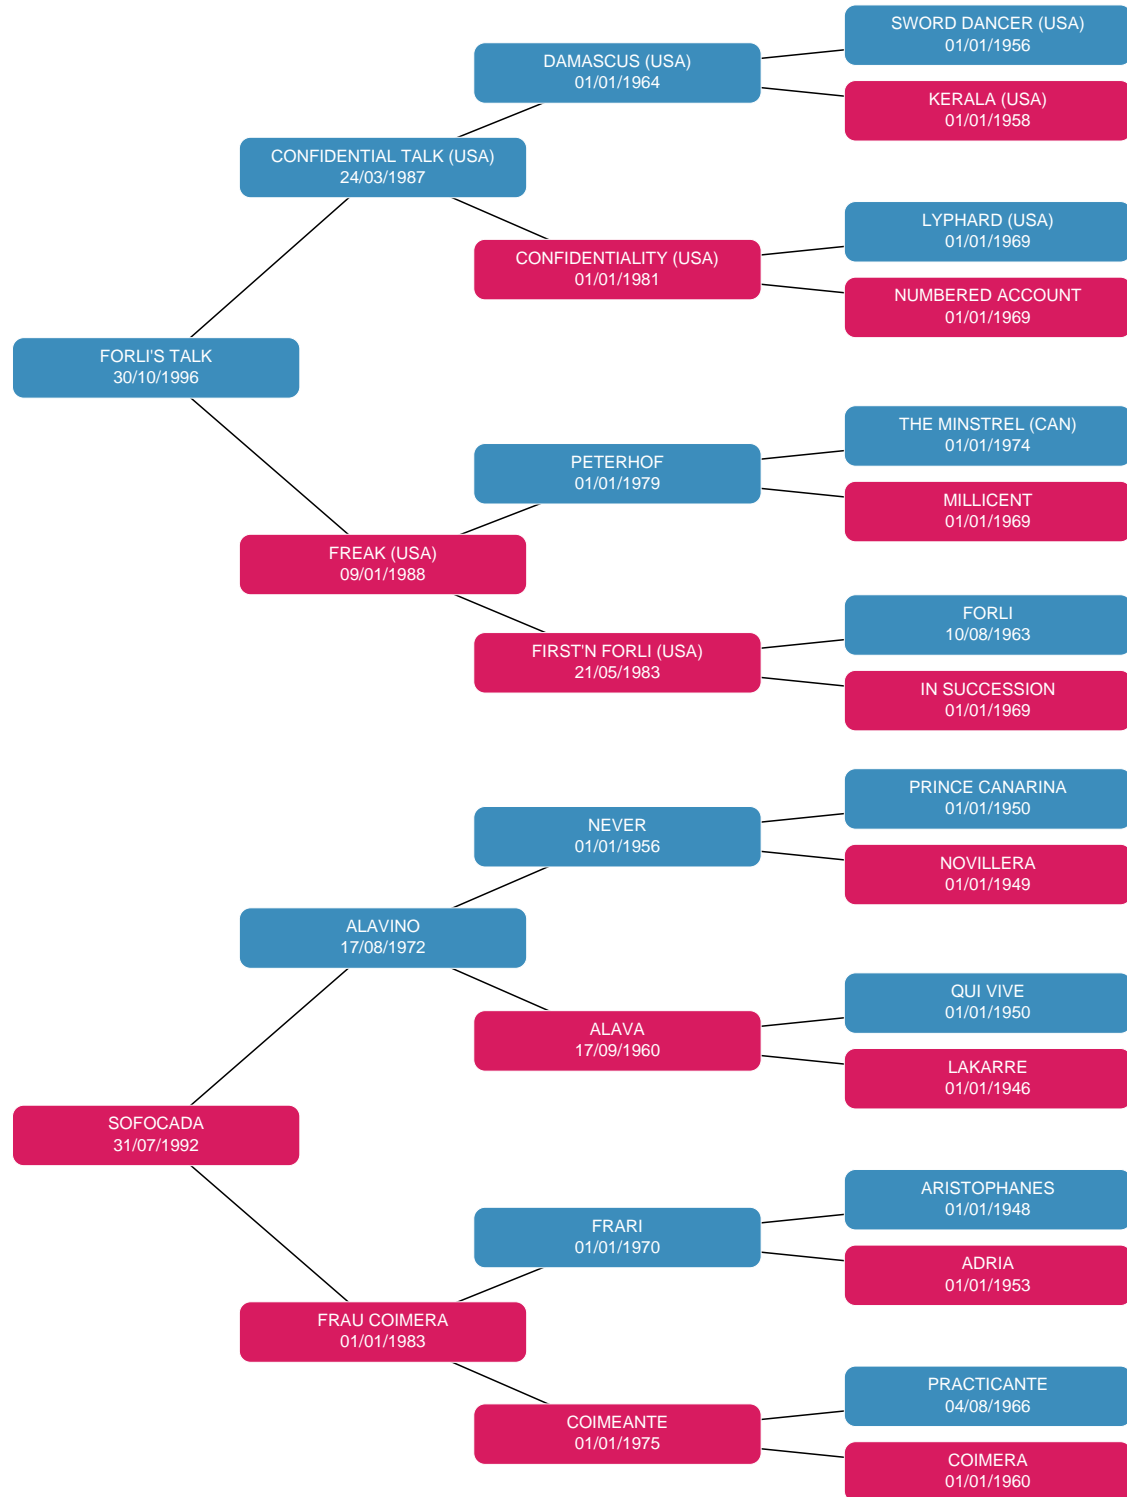 SWORD DANCER (USA)
01/01/1956
DAMASCUS (USA)
01/01/1964
KERALA (USA)
01/01/1958
CONFIDENTIAL TALK (USA)
24/03/1987
LYPHARD (USA)
01/01/1969
CONFIDENTIALITY (USA)
01/01/1981
NUMBERED ACCOUNT
01/01/1969
FORLI'S TALK
30/10/1996
THE MINSTREL (CAN)
01/01/1974
PETERHOF
01/01/1979
MILLICENT
01/01/1969
FREAK (USA)
09/01/1988
FORLI
10/08/1963
FIRST'N FORLI (USA)
21/05/1983
IN SUCCESSION
01/01/1969
PRINCE CANARINA
01/01/1950
NEVER
01/01/1956
NOVILLERA
01/01/1949
ALAVINO
17/08/1972
QUI VIVE
01/01/1950
ALAVA
17/09/1960
LAKARRE
01/01/1946
SOFOCADA
31/07/1992
ARISTOPHANES
01/01/1948
FRARI
01/01/1970
ADRIA
01/01/1953
FRAU COIMERA
01/01/1983
PRACTICANTE
04/08/1966
COIMEANTE
01/01/1975
COIMERA
01/01/1960